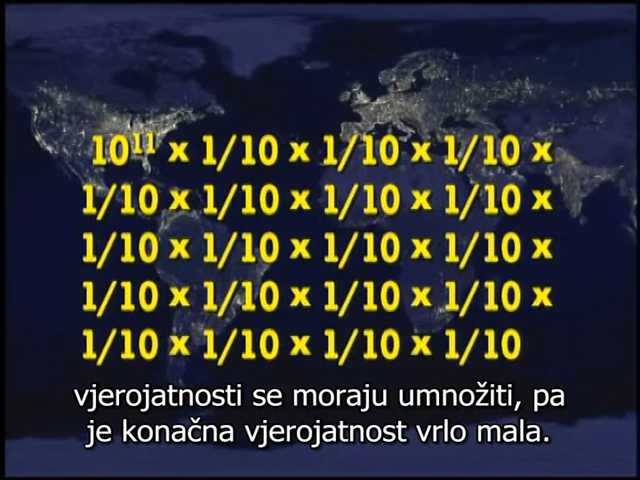 10¹¹ x 1/10 x 1/10 x 1/10 x
1/10 x 1/10 x 1/10 x 1/10 x
1/10 x 1/10 x 1/10 x 1/10 x
1/10 x 1/10 x 1/10 x 1/10 x
1/10 x 1/10 x 1/10 x 1/10
vjerojatnosti se moraju umnožiti, pa
je konačna vjerojatnost vrlo mala.